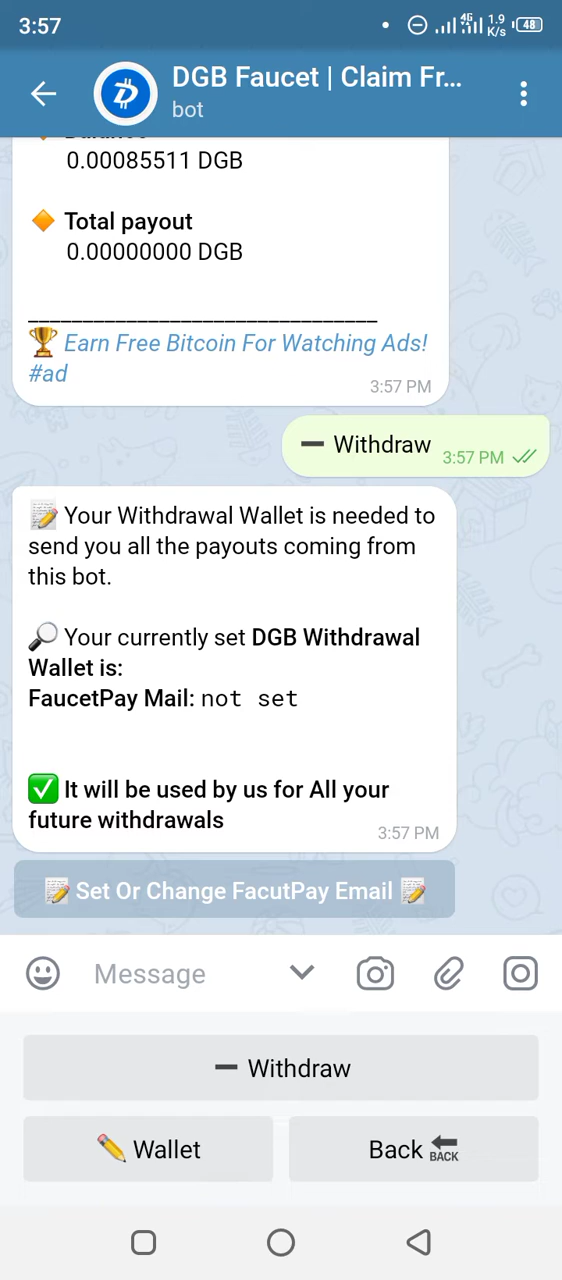 3:57
4G 1.9 K/s 48
DGB Faucet | Claim Fr...
bot
Balance
0.00085511 DGB
Total payout
0.00000000 DGB
________________________________
Earn Free Bitcoin For Watching Ads!
#ad
3:57 PM
Withdraw 3:57 PM
Your Withdrawal Wallet is needed to
send you all the payouts coming from
this bot.
Your currently set DGB Withdrawal
Wallet is:
FaucetPay Mail: not set
It will be used by us for All your
future withdrawals
3:57 PM
Set Or Change FacutPay Email
Message
Withdraw
Wallet
Back BACK